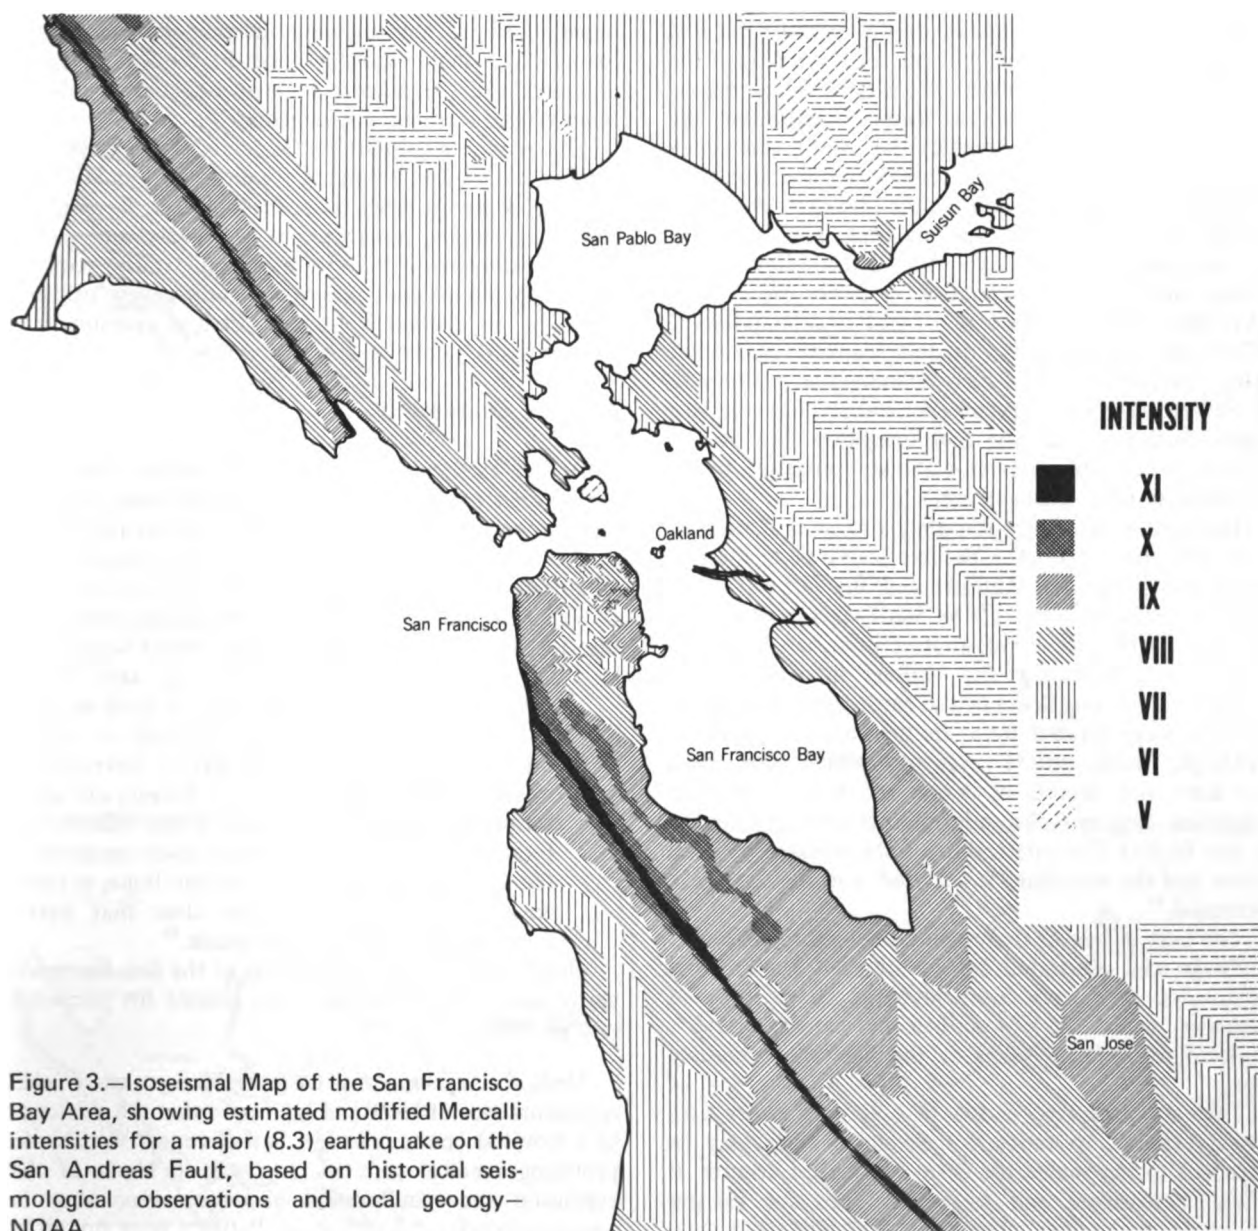 San Pablo Bay
Suisun Bay
INTENSITY
XI
X
IX
VIII
VII
VI
V
Oakland
San Francisco
San Francisco Bay
San Jose
Figure 3.—Isoseismal Map of the San Francisco
Bay Area, showing estimated modified Mercalli
intensities for a major (8.3) earthquake on the
San Andreas Fault, based on historical seis-
mological observations and local geology—
NOAA